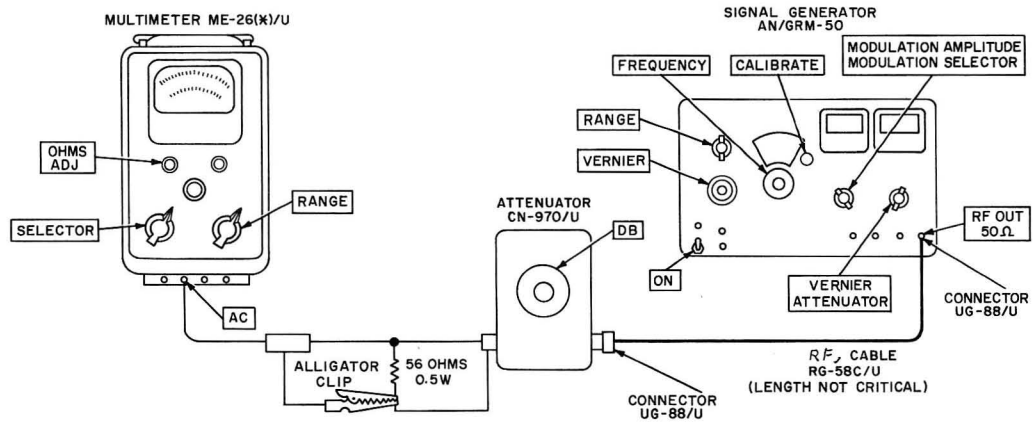 MULTIMETER ME-26(*)/U
SIGNAL GENERATOR
AN/GRM-50
FREQUENCY
CALIBRATE
MODULATION AMPLITUDE
MODULATION SELECTOR
RANGE
VERNIER
OHMS
ADJ
SELECTOR
RANGE
ATTENUATOR
CN-970/U
DB
ON
RF OUT
50Ω
VERNIER
ATTENUATOR
CONNECTOR
UG-88/U
AC
ALLIGATOR
CLIP
56 OHMS
0.5W
CONNECTOR
UG-88/U
RF, CABLE
RG-58C/U
(LENGTH NOT CRITICAL)